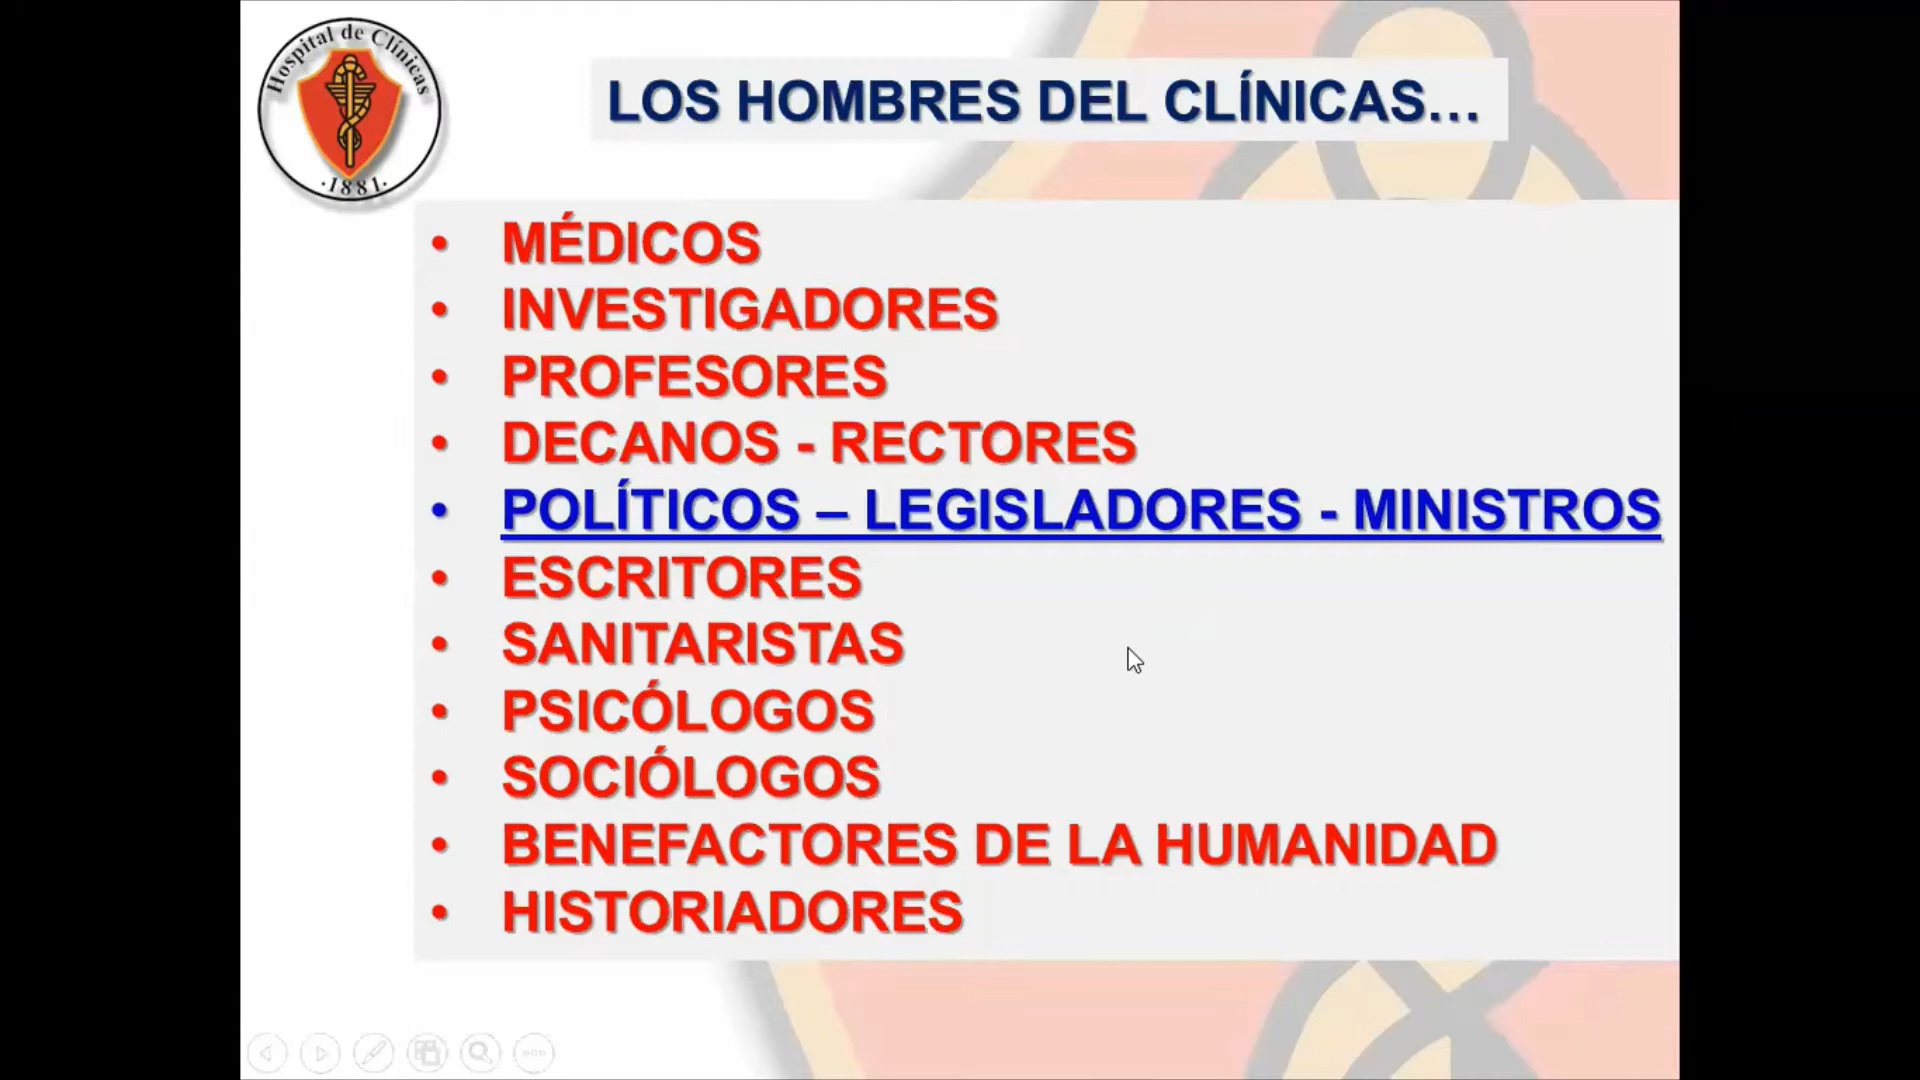 Hospital de Clínicas
·1881·
LOS HOMBRES DEL CLÍNICAS...
• MÉDICOS
• INVESTIGADORES
• PROFESORES
• DECANOS - RECTORES
• POLÍTICOS – LEGISLADORES - MINISTROS
• ESCRITORES
• SANITARISTAS
• PSICÓLOGOS
• SOCIÓLOGOS
• BENEFACTORES DE LA HUMANIDAD
• HISTORIADORES